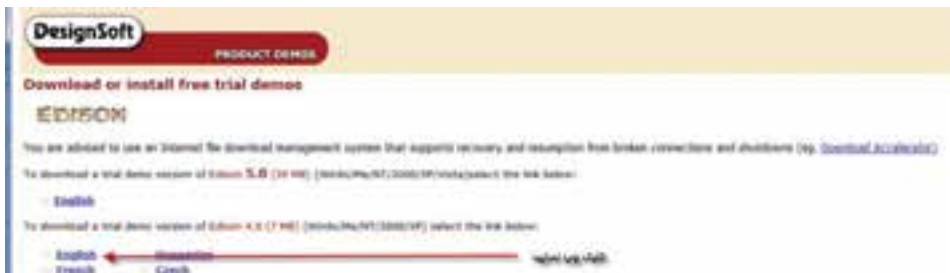 DesignSoft
PRODUCT DEMOS
Download or install free trial demos
EDISON
You are advised to use an Internet file download management system that supports recovery and resumption from broken connections and shutdowns (eg. Download Accelerator)
To download a trial demo version of Edison 5.0 (39 MB) (Win9x/Me/NT/2000/XP/Vista)select the link below:
English
To download a trial demo version of Edison 4.0 (7 MB) (Win9x/Me/NT/2000/XP) select the link below:
English Hungarian
French Czech